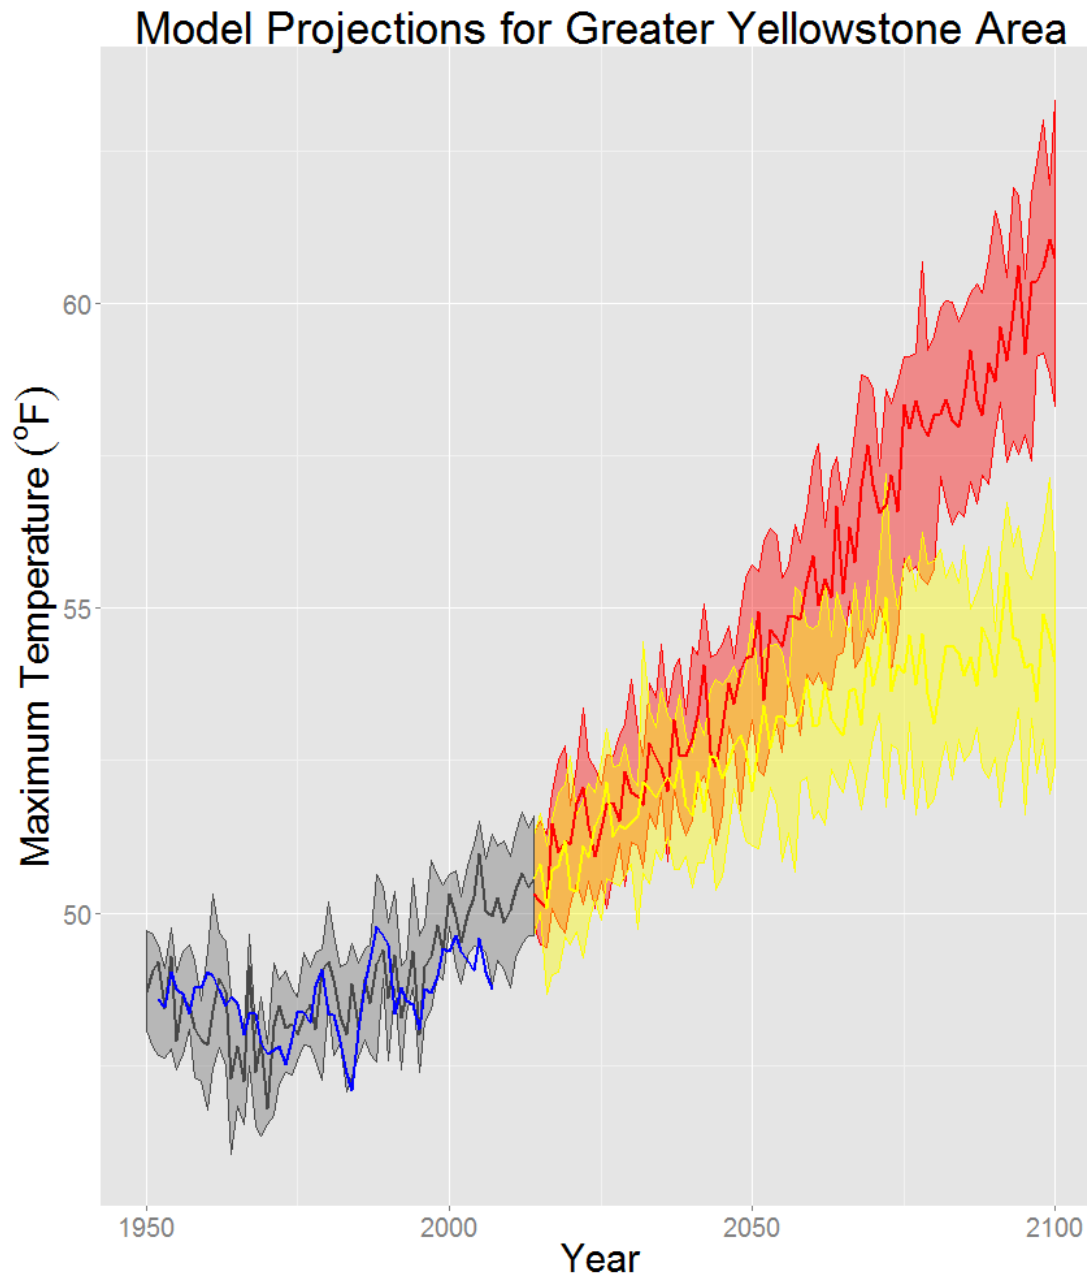 Model Projections for Greater Yellowstone Area
Maximum Temperature (°F)
60
55
50
1950
2000
2050
2100
Year